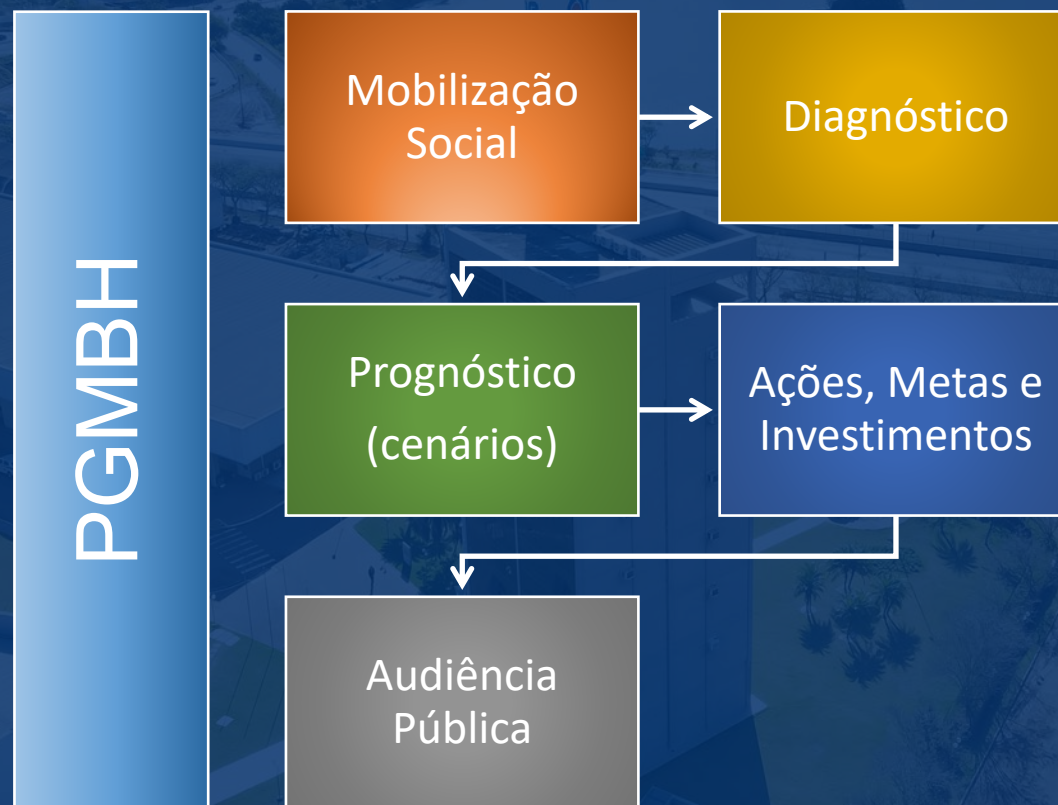 PGMBH
Mobilização
Social
Diagnóstico
Prognóstico
(cenários)
Ações, Metas e
Investimentos
Audiência
Pública